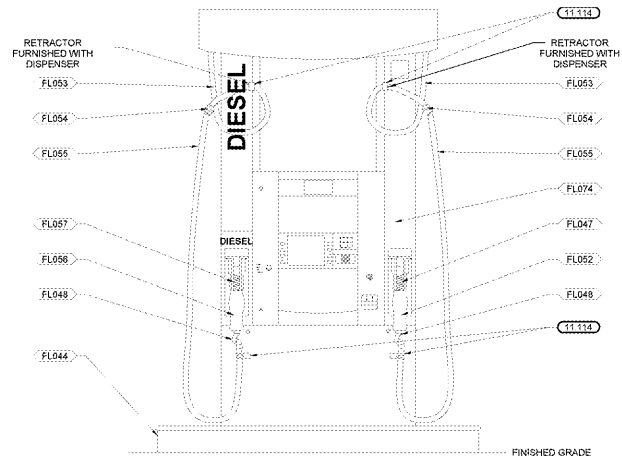 11.114
RETRACTOR
FURNISHED WITH
DISPENSER
RETRACTOR
FURNISHED WITH
DISPENSER
FL053
FL053
DIESEL
FL054
FL054
FL055
FL055
FL074
FL057
FL047
DIESEL
FL056
FL052
FL048
FL048
11.114
FL044
FINISHED GRADE